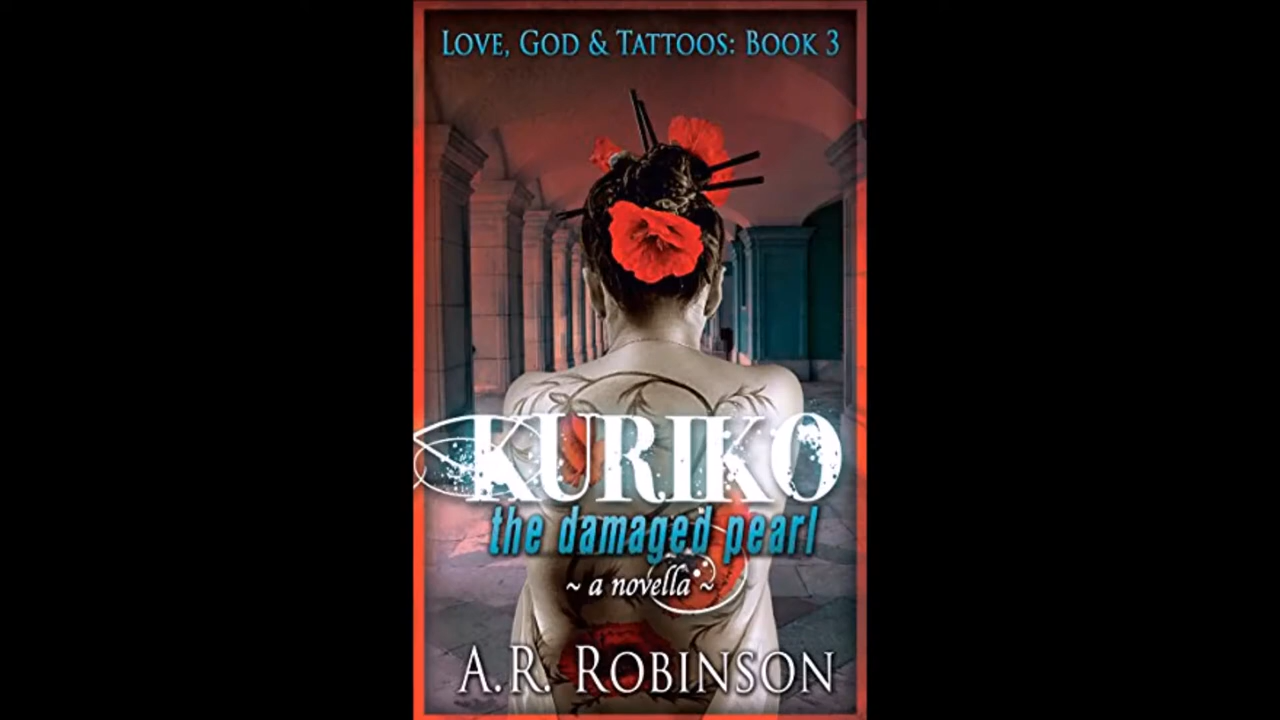 LOVE, GOD & TATTOOS: BOOK 3
KURIKO
the damaged pearl
~ a novella ~
A.R. ROBINSON